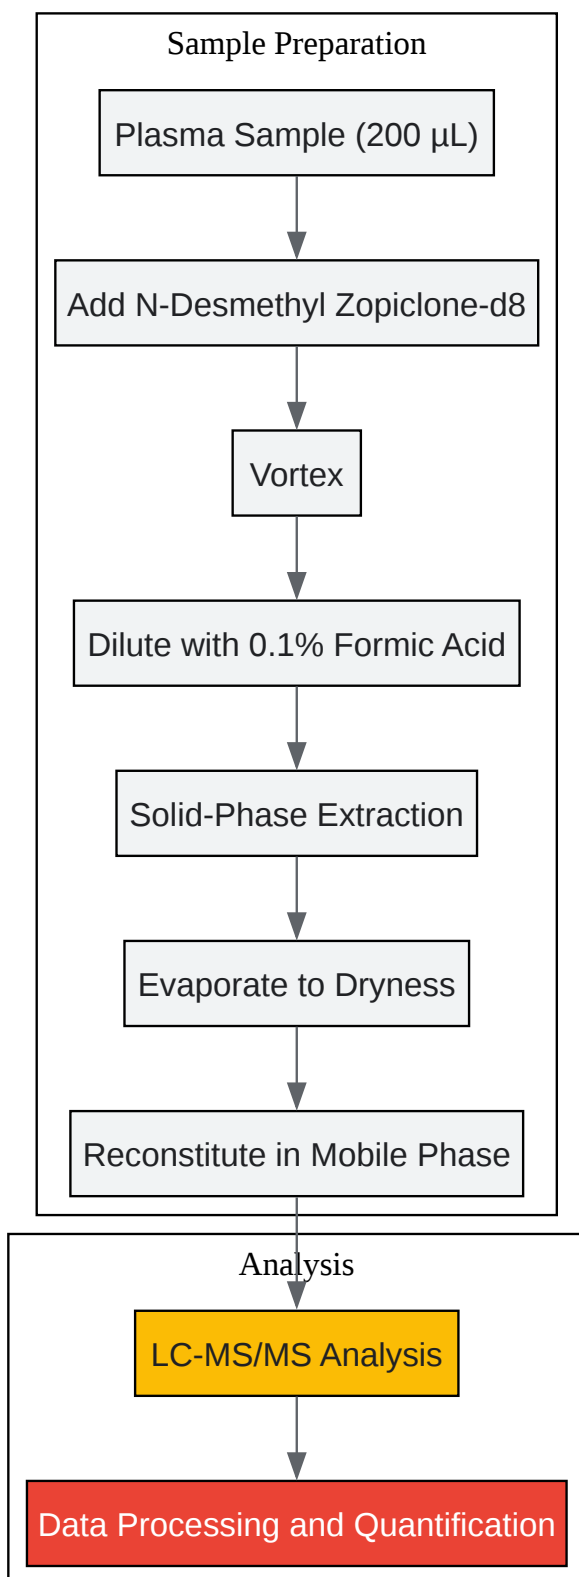 Sample Preparation
Plasma Sample (200 µL)
Add N-Desmethyl Zopiclone-d8
Vortex
Dilute with 0.1% Formic Acid
Solid-Phase Extraction
Evaporate to Dryness
Reconstitute in Mobile Phase
Analysis
LC-MS/MS Analysis
Data Processing and Quantification